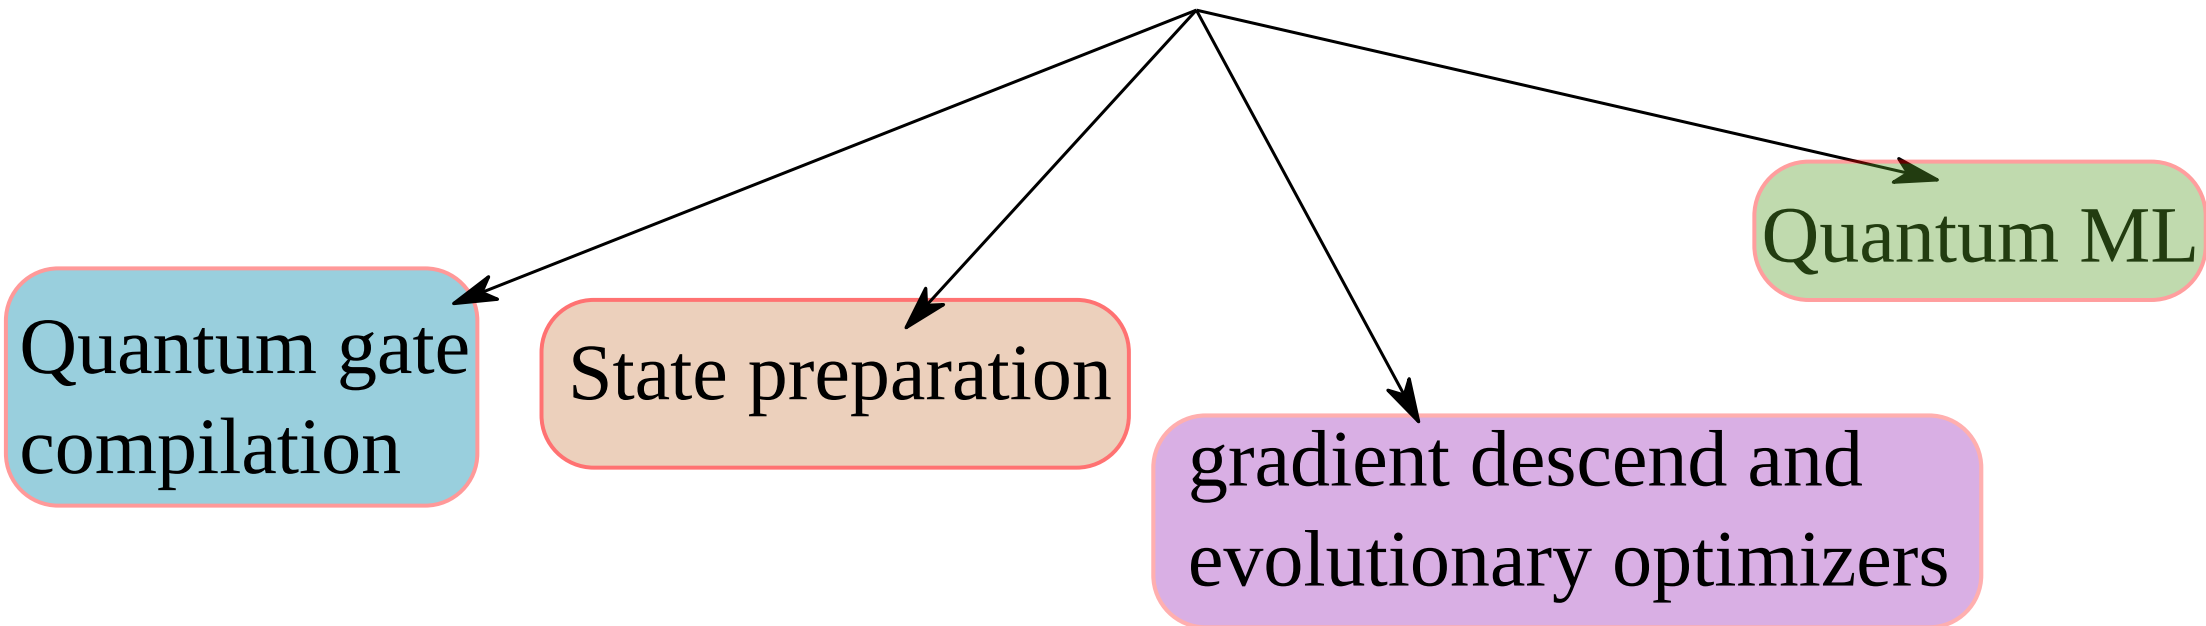 Quantum gate
compilation
State preparation
gradient descend and
evolutionary optimizers
Quantum ML